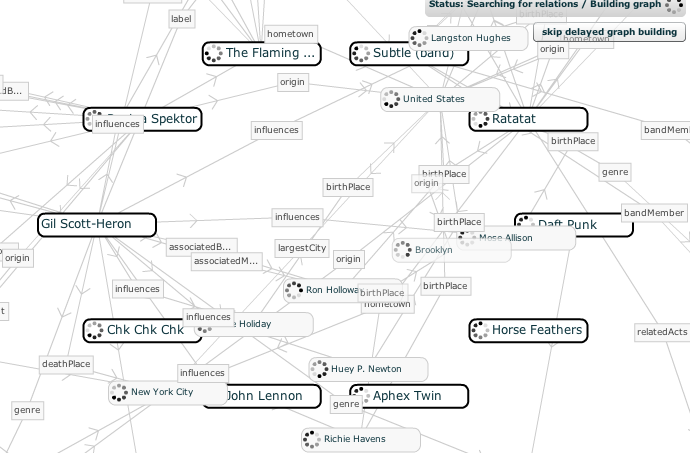 Status: Searching for relations / Building graph
birthPlace
label
hometown
Langston Hughes
skip delayed graph building
hometown
The Flaming ...
Subtle (band)
origin
origin
dB...
United States
Spektor
influences
influences
Ratatat
bandMem
birthPlace
birthPlace
origin
genre
birthPlace
Gil Scott-Heron
influences
birthPlace
Daft Punk
bandMember
Mose Allison
associatedB...
largestCity
Brooklyn
origin
associatedM...
origin
influences
Ron Hollowa
birthPlace
birthPlace
hometown
influences
Chk Chk Chk
Holiday
Horse Feathers
relatedActs
deathPlace
influences
Huey P. Newton
New York City
John Lennon
genre
Aphex Twin
genre
Richie Havens